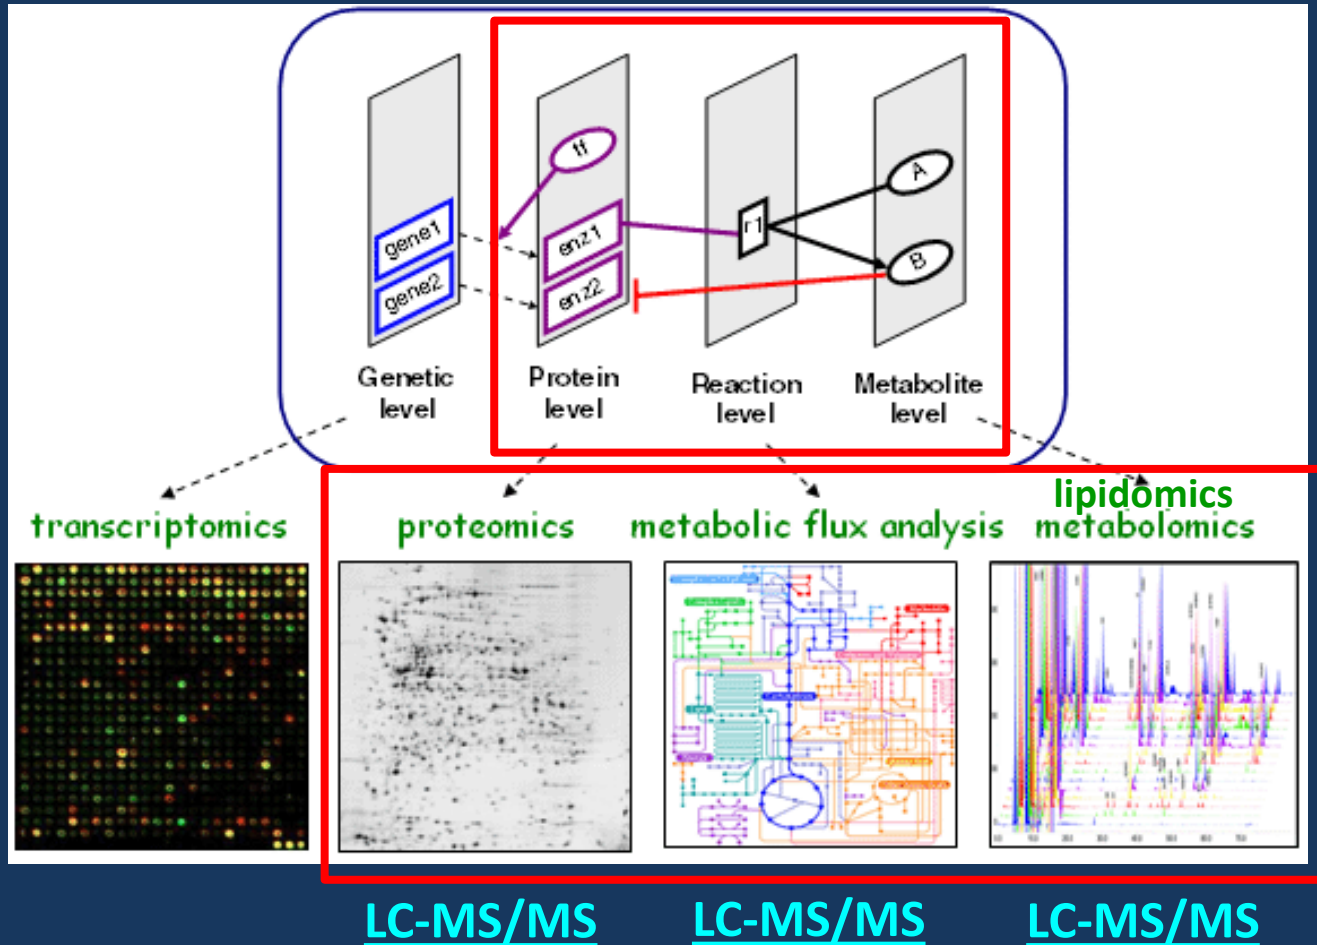 tf
A
gene1
enz1
r1
B
gene2
enz2
Genetic
level
Protein
level
Reaction
level
Metabolite
level
lipidomics
transcriptomics
proteomics
metabolic flux analysis
metabolomics
LC-MS/MS
LC-MS/MS
LC-MS/MS